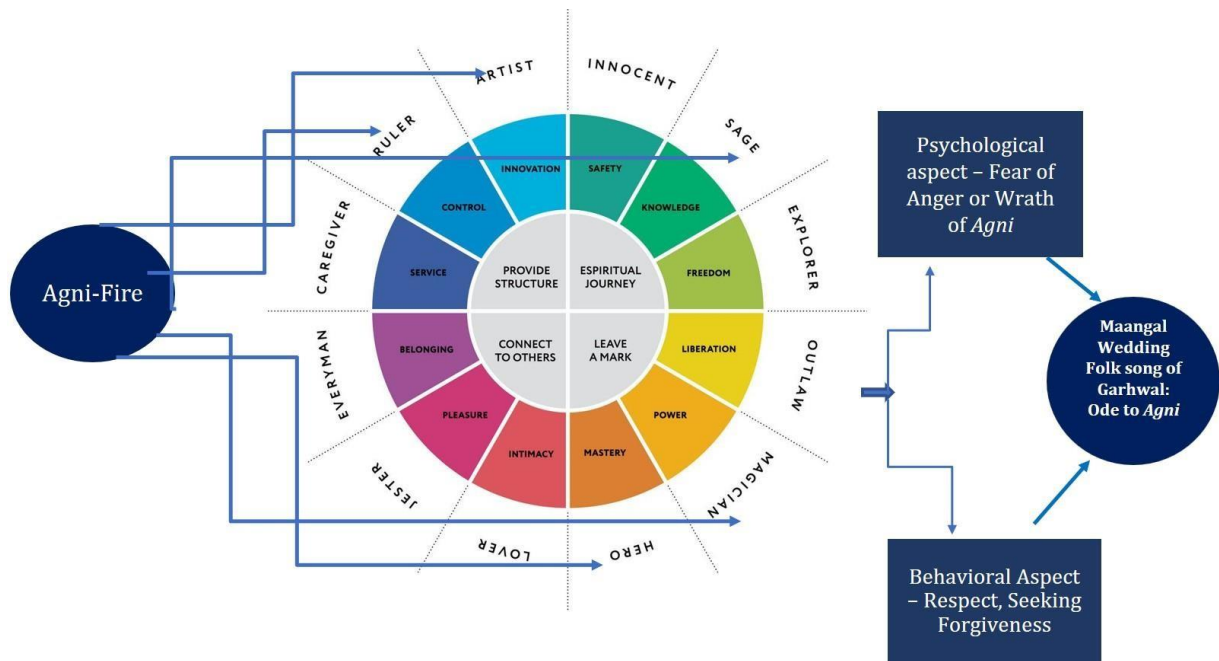 Agni-Fire
ARTIST
INNOCENT
SAGE
EXPLORER
OUTLAW
MAGICIAN
HERO
LOVER
JESTER
EVERYMAN
CAREGIVER
RULER
INNOVATION
SAFETY
KNOWLEDGE
FREEDOM
LIBERATION
POWER
MASTERY
INTIMACY
PLEASURE
BELONGING
SERVICE
CONTROL
PROVIDE
STRUCTURE
ESPIRITUAL
JOURNEY
CONNECT
TO OTHERS
LEAVE
A MARK
Psychological
aspect – Fear of
Anger or Wrath
of Agni
Maangal
Wedding
Folk song of
Garhwal:
Ode to Agni
Behavioral Aspect
– Respect, Seeking
Forgiveness